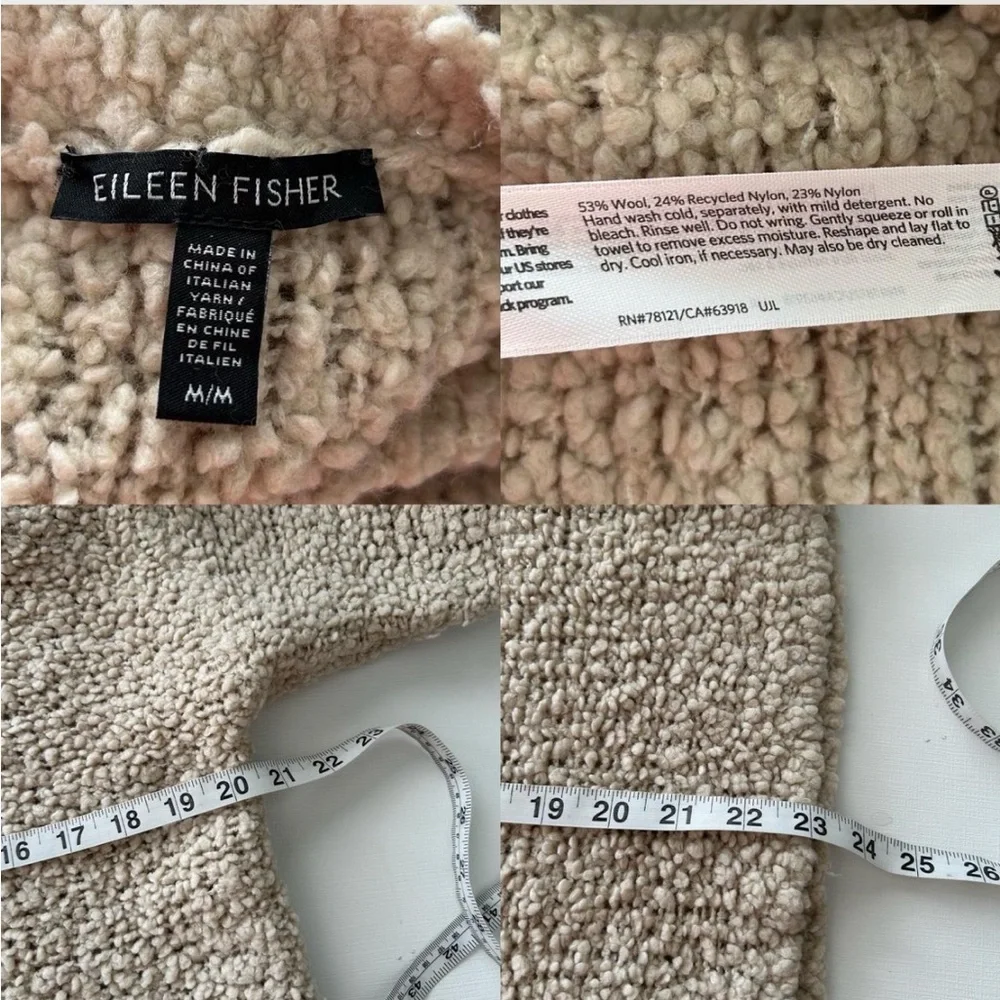 EILEEN FISHER
MADE IN
CHINA OF
ITALIAN
YARN /
FABRIQUÉ
EN CHINE
DE FIL
ITALIEN
M/M
clothes
they're
Bring
US stores
our
program.
53% Wool, 24% Recycled Nylon, 23% Nylon
Hand wash cold, separately, with mild detergent. No
bleach. Rinse well. Do not wring. Gently squeeze or roll in
towel to remove excess moisture. Reshape and lay flat to
dry. Cool iron, if necessary. May also be dry cleaned.
RN#78121/CA#63918 UJL
16 17 18 19 20 21 22 23
42
43
19 20 21 22 23 24 25 26
34